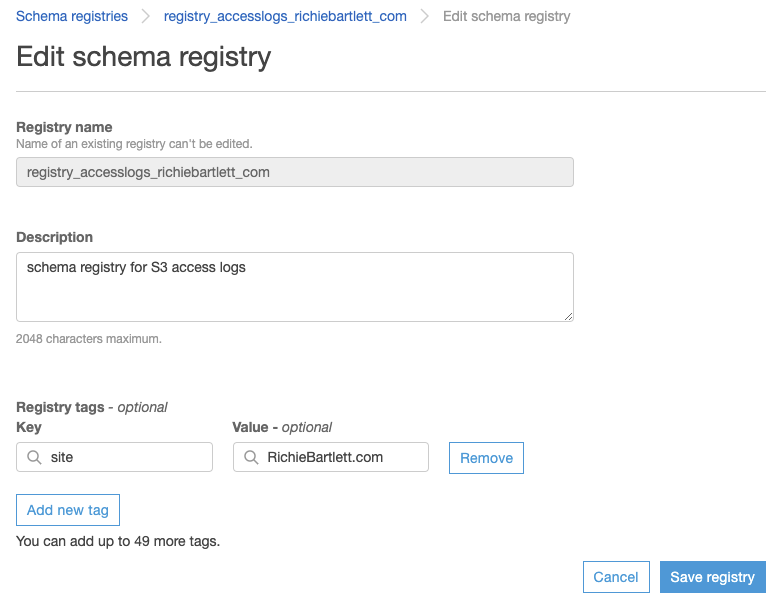 Schema registries registry_accesslogs_richiebartlett_com Edit schema registry
Edit schema registry
Registry name
Name of an existing registry can't be edited.
registry_accesslogs_richiebartlett_com
Description
schema registry for S3 access logs
2048 characters maximum.
Registry tags - optional
Key Value - optional
site RichieBartlett.com Remove
Add new tag
You can add up to 49 more tags.
Cancel Save registry